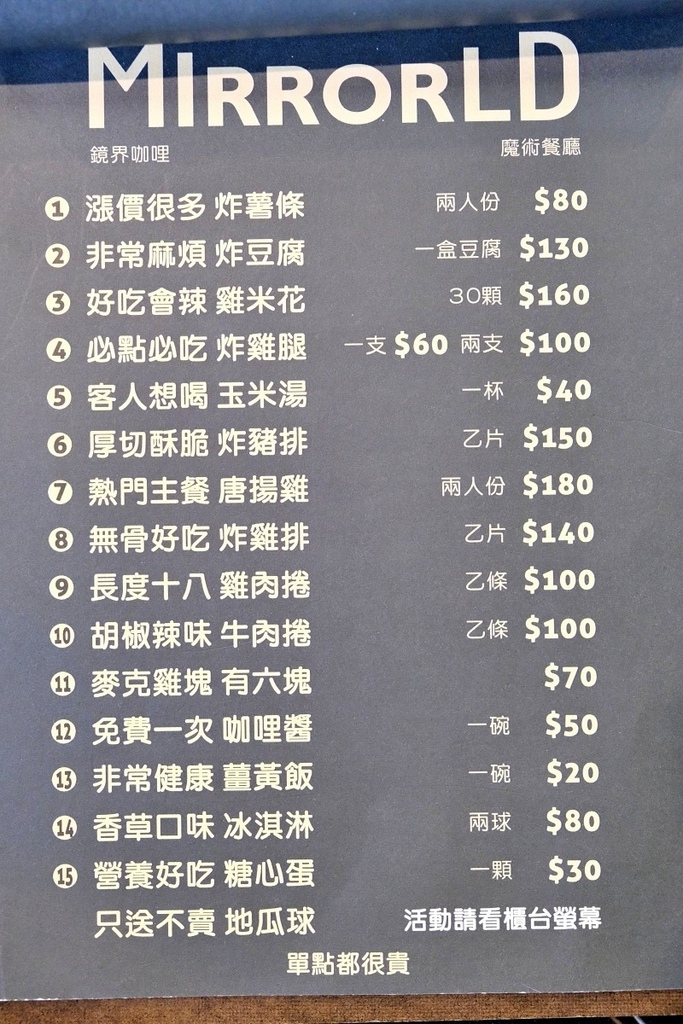 MIRRORLD
鏡界咖哩 魔術餐廳
1 漲價很多 炸薯條 兩人份 $80
2 非常麻煩 炸豆腐 一盒豆腐 $130
3 好吃會辣 雞米花 30顆 $160
4 必點必吃 炸雞腿 一支 $60 兩支 $100
5 客人想喝 玉米湯 一杯 $40
6 厚切酥脆 炸豬排 乙片 $150
7 熱門主餐 唐揚雞 兩人份 $180
8 無骨好吃 炸雞排 乙片 $140
9 長度十八 雞肉捲 乙條 $100
10 胡椒辣味 牛肉捲 乙條 $100
11 麥克雞塊 有六塊 $70
12 免費一次 咖哩醬 一碗 $50
13 非常健康 薑黃飯 一碗 $20
14 香草口味 冰淇淋 兩球 $80
15 營養好吃 糖心蛋 一顆 $30
只送不賣 地瓜球 活動請看櫃台螢幕
單點都很貴